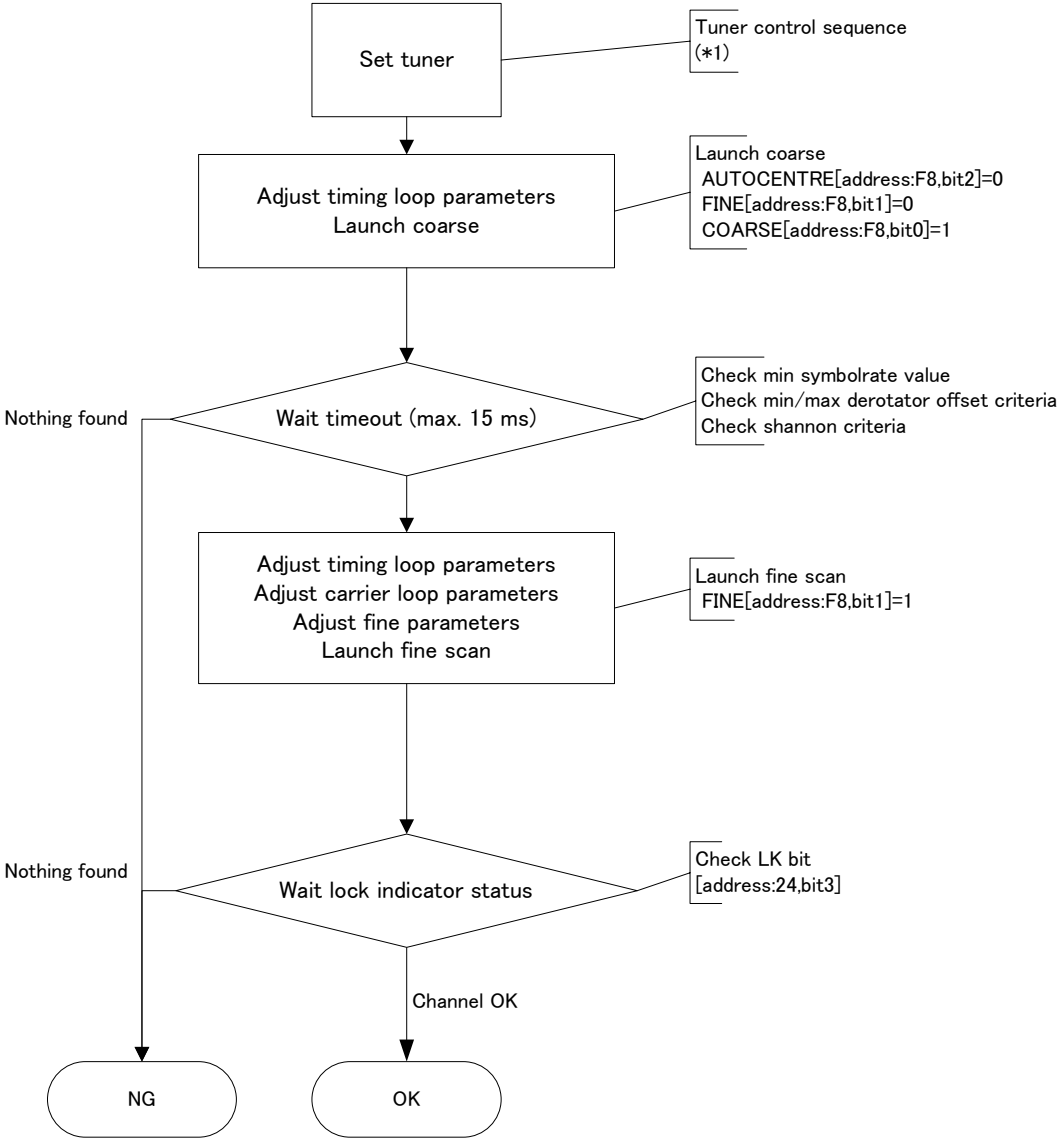 Set tuner
Tuner control sequence
(*1)
Adjust timing loop parameters
Launch coarse
Launch coarse
AUTOCENTRE[address:F8,bit2]=0
FINE[address:F8,bit1]=0
COARSE[address:F8,bit0]=1
Nothing found
Wait timeout (max. 15 ms)
Check min symbolrate value
Check min/max derotator offset criteria
Check shannon criteria
Adjust timing loop parameters
Adjust carrier loop parameters
Adjust fine parameters
Launch fine scan
Launch fine scan
FINE[address:F8,bit1]=1
Nothing found
Wait lock indicator status
Check LK bit
[address:24,bit3]
Channel OK
NG
OK